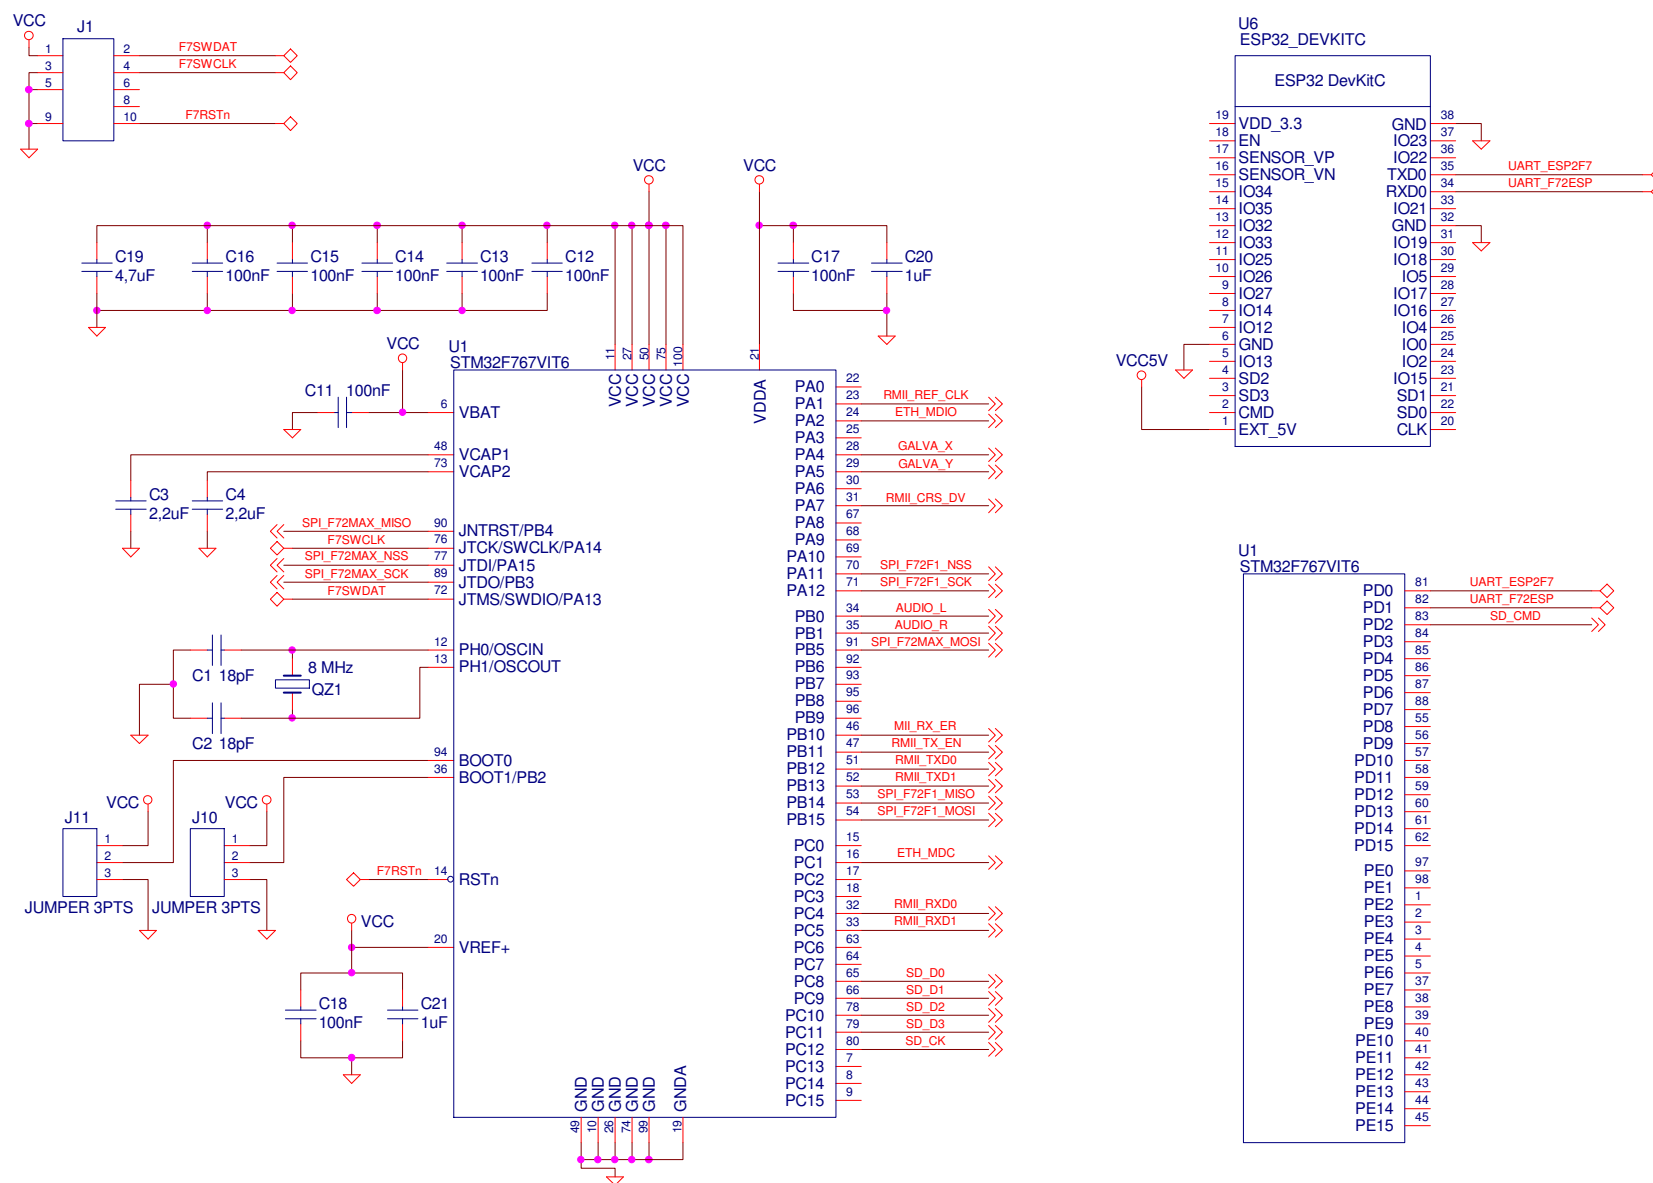 VCC
J1
1 2 F7SWDAT
3 4 F7SWCLK
5 6
8
9 10 F7RSTn
VCC
VCC
C19 4,7uF
C16 100nF
C15 100nF
C14 100nF
C13 100nF
C12 100nF
C17 100nF
C20 1uF
U1
STM32F767VIT6
11 VCC
27 VCC
50 VCC
75 VCC
100 VCC
21 VDDA
VCC
C11 100nF
6 VBAT
48 VCAP1
73 VCAP2
C3 2,2uF
C4 2,2uF
SPI_F72MAX_MISO 90 JNTRST/PB4
F7SWCLK 76 JTCK/SWCLK/PA14
SPI_F72MAX_NSS 77 JTDI/PA15
SPI_F72MAX_SCK 89 JTDO/PB3
F7SWDAT 72 JTMS/SWDIO/PA13
12 PH0/OSCIN
13 PH1/OSCOUT
C1 18pF
8 MHz
QZ1
C2 18pF
94 BOOT0
36 BOOT1/PB2
VCC
J11
1
2
3
JUMPER 3PTS
VCC
J10
1
2
3
JUMPER 3PTS
F7RSTn 14 RSTn
VCC
20 VREF+
C18 100nF
C21 1uF
GND 49
GND 10
GND 26
GND 74
GND 99
GNDA 19
PA0 22
PA1 23 RMII_REF_CLK
PA2 24 ETH_MDIO
PA3 25
PA4 28 GALVA_X
PA5 29 GALVA_Y
PA6 30
PA7 31 RMII_CRS_DV
PA8 67
PA9 68
PA10 69
PA11 70 SPI_F72F1_NSS
PA12 71 SPI_F72F1_SCK
PB0 34 AUDIO_L
PB1 35 AUDIO_R
PB5 91 SPI_F72MAX_MOSI
PB6 92
PB7 93
PB8 95
PB9 96
PB10 46 MII_RX_ER
PB11 47 RMII_TX_EN
PB12 51 RMII_TXD0
PB13 52 RMII_TXD1
PB14 53 SPI_F72F1_MISO
PB15 54 SPI_F72F1_MOSI
PC0 15
PC1 16 ETH_MDC
PC2 17
PC3 18
PC4 32 RMII_RXD0
PC5 33 RMII_RXD1
PC6 63
PC7 64
PC8 65 SD_D0
PC9 66 SD_D1
PC10 78 SD_D2
PC11 79 SD_D3
PC12 80 SD_CK
PC13 7
PC14 8
PC15 9
U6
ESP32_DEVKITC
ESP32 DevKitC
19 VDD_3.3 GND 38
18 EN IO23 37
17 SENSOR_VP IO22 36
16 SENSOR_VN TXD0 35 UART_ESP2F7
15 IO34 RXD0 34 UART_F72ESP
14 IO35 IO21 33
13 IO32 GND 32
12 IO33 IO19 31
11 IO25 IO18 30
10 IO26 IO5 29
9 IO27 IO17 28
8 IO14 IO16 27
7 IO12 IO4 26
6 GND IO0 25
5 IO13 IO2 24
4 SD2 IO15 23
3 SD3 SD1 21
2 CMD SD0 22
1 EXT_5V CLK 20
VCC5V
U1
STM32F767VIT6
PD0 81 UART_ESP2F7
PD1 82 UART_F72ESP
PD2 83 SD_CMD
PD3 84
PD4 85
PD5 86
PD6 87
PD7 88
PD8 55
PD9 56
PD10 57
PD11 58
PD12 59
PD13 60
PD14 61
PD15 62
PE0 97
PE1 98
PE2 1
PE3 2
PE4 3
PE5 4
PE6 5
PE7 37
PE8 38
PE9 39
PE10 40
PE11 41
PE12 42
PE13 43
PE14 44
PE15 45